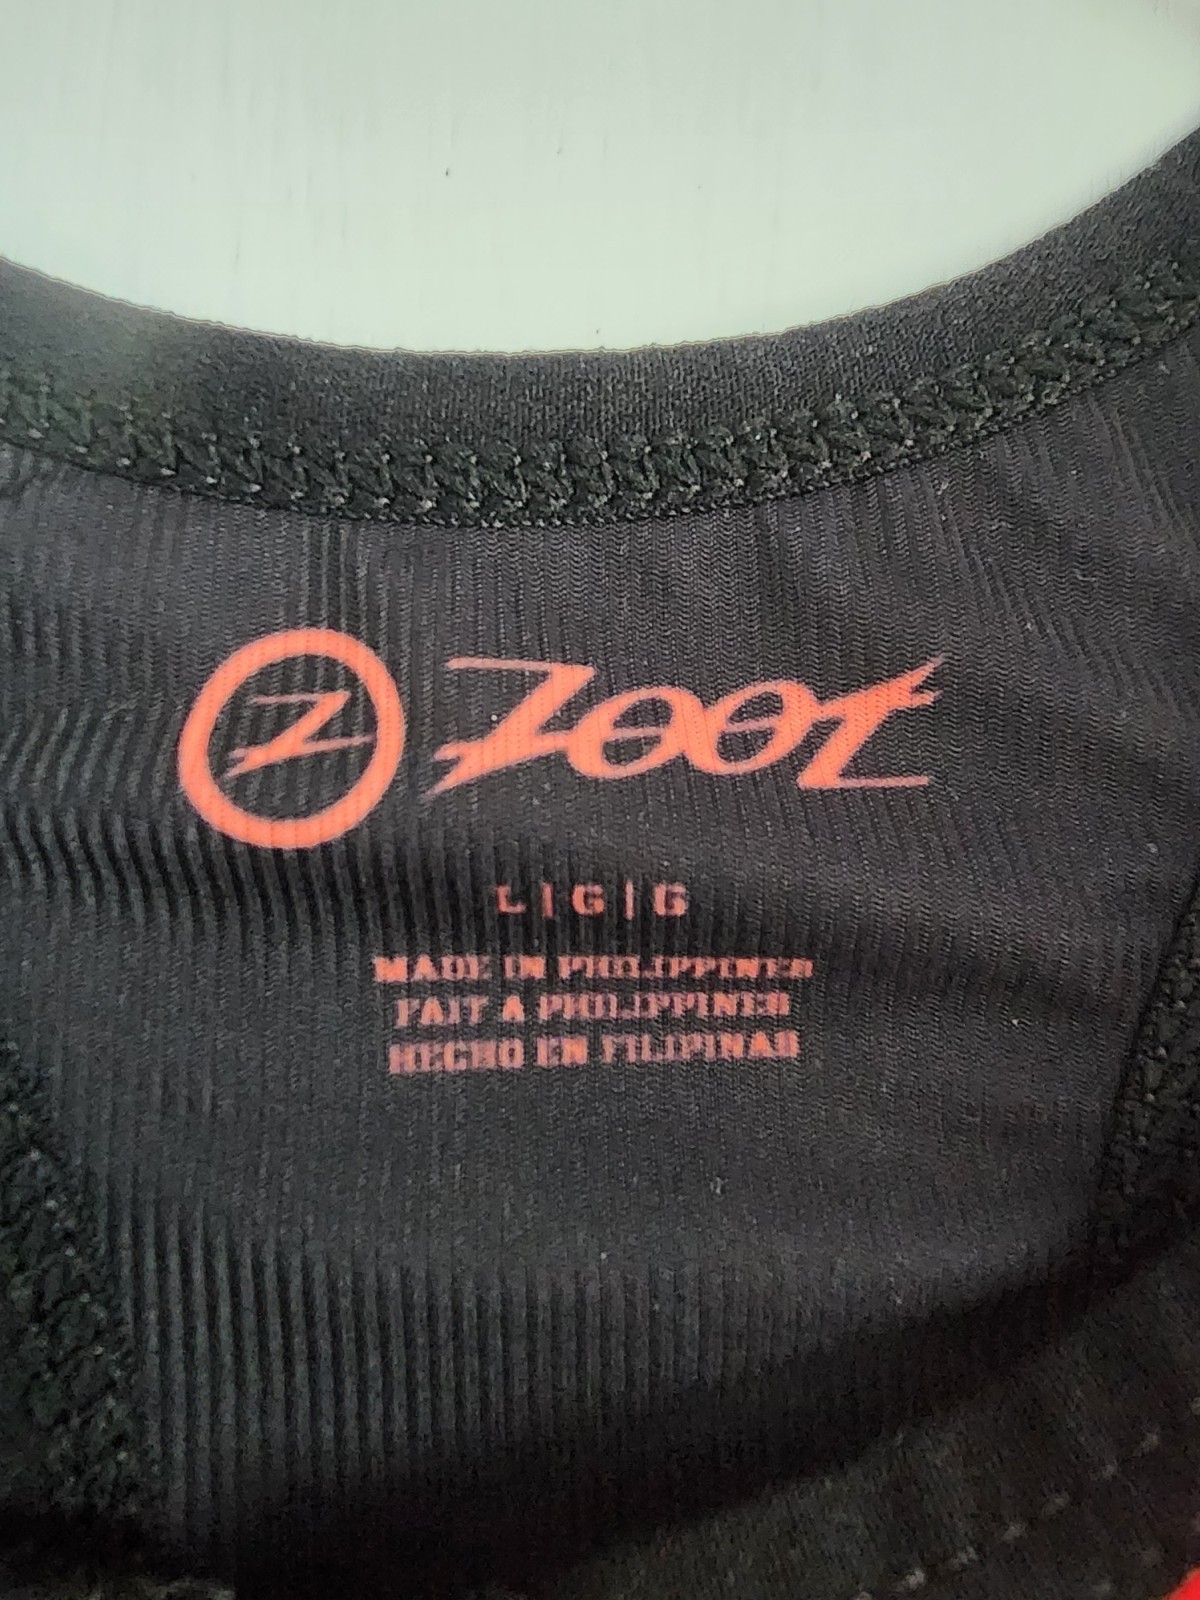 Z ZOOT
L | G | G
MADE IN PHILIPPINES
FAIT A PHILIPPINES
HECHO EN FILIPINAS